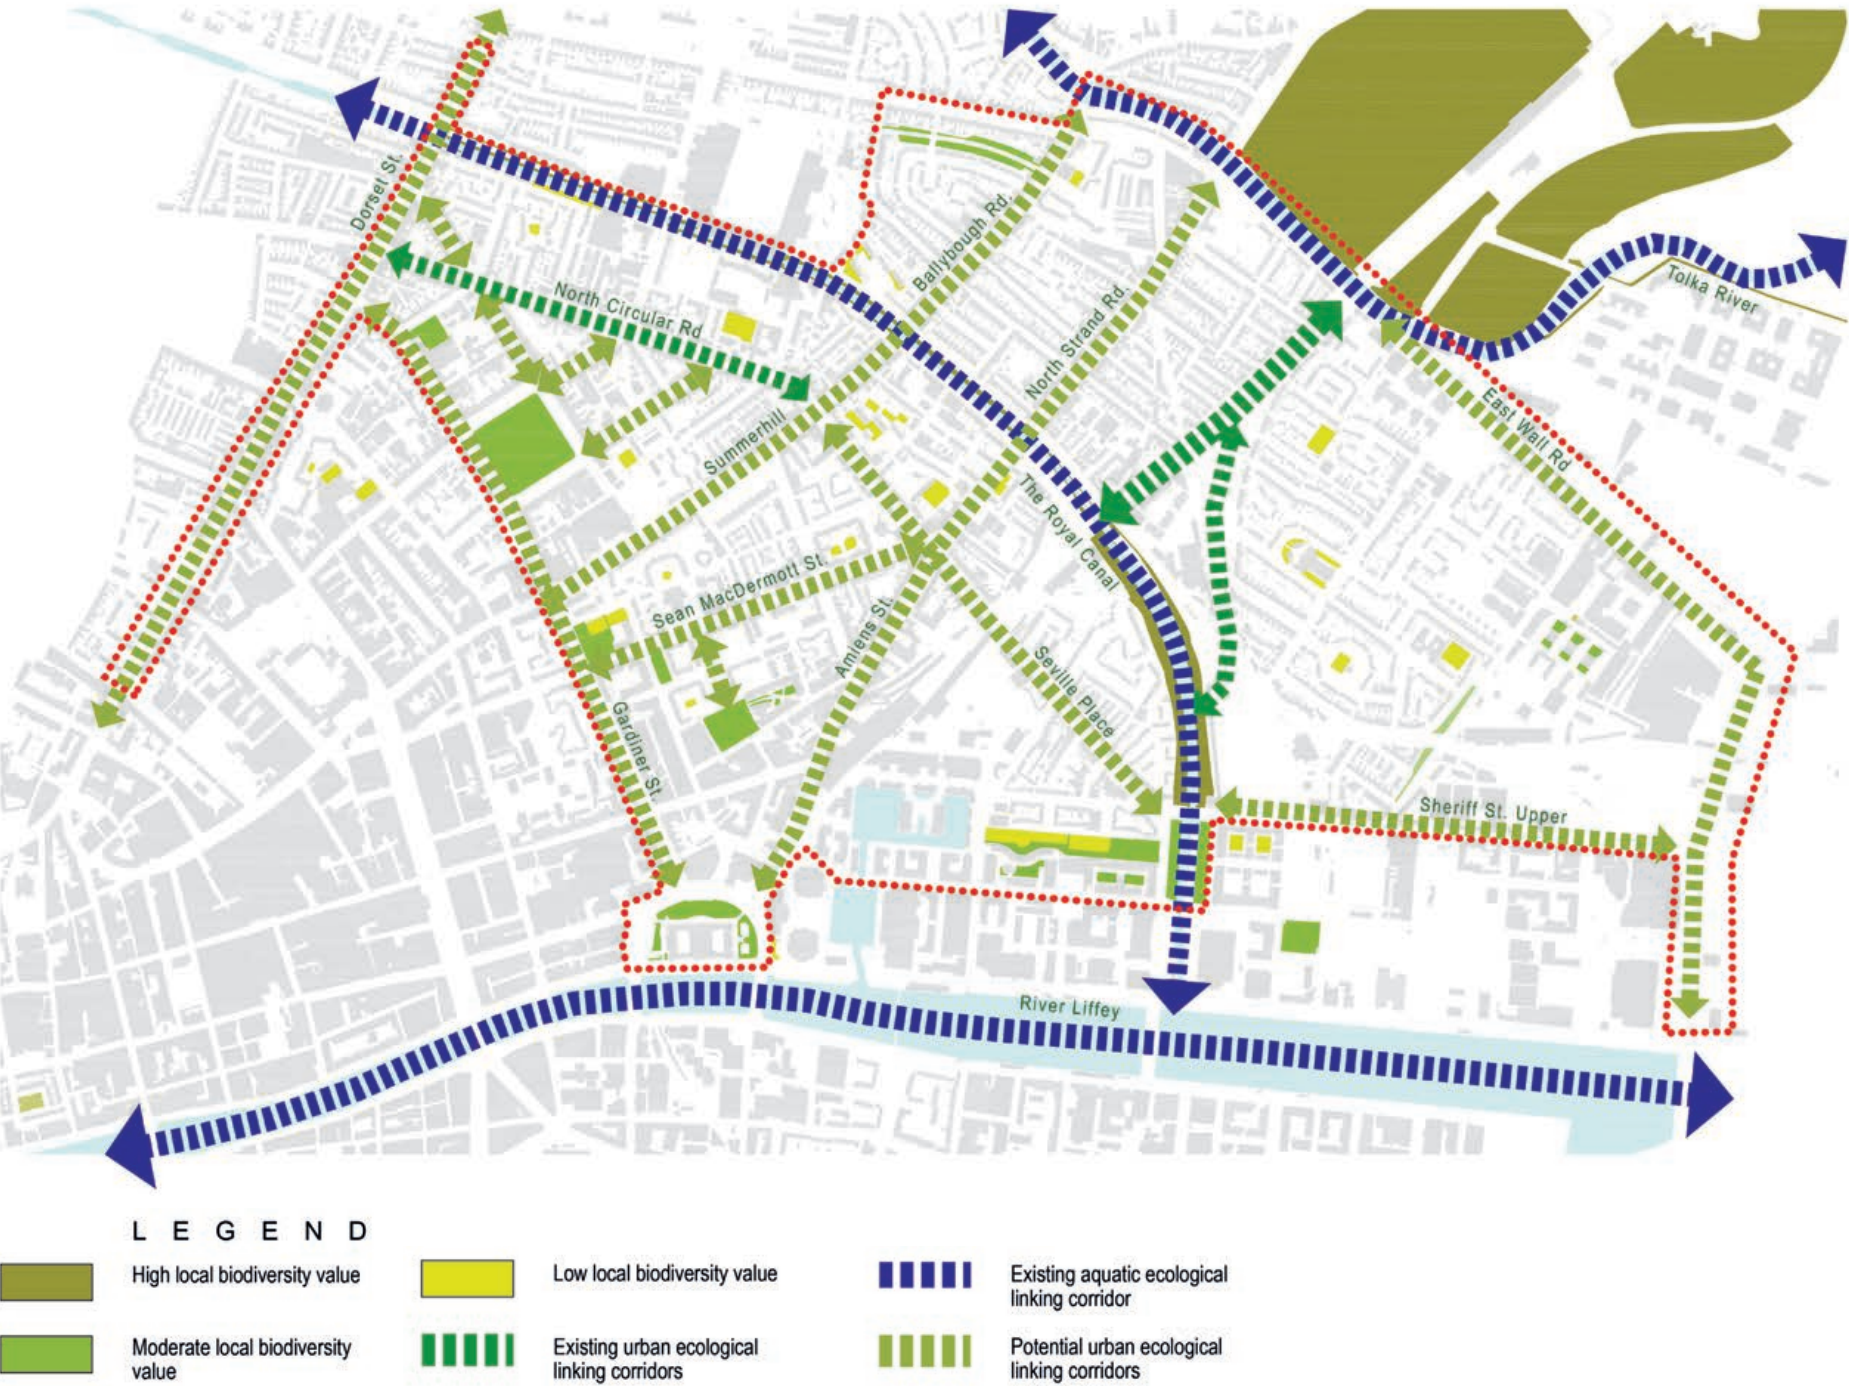 Dorset St.
North Circular Rd
Ballybough Rd.
North Strand Rd.
Tolka River
Summerhill
East Wall Rd
The Royal Canal
Sean MacDermott St.
Amiens St.
Seville Place
Gardiner St.
Sheriff St. Upper
River Liffey
LEGEND
High local biodiversity value
Low local biodiversity value
Existing aquatic ecological
linking corridor
Moderate local biodiversity
value
Existing urban ecological
linking corridors
Potential urban ecological
linking corridors